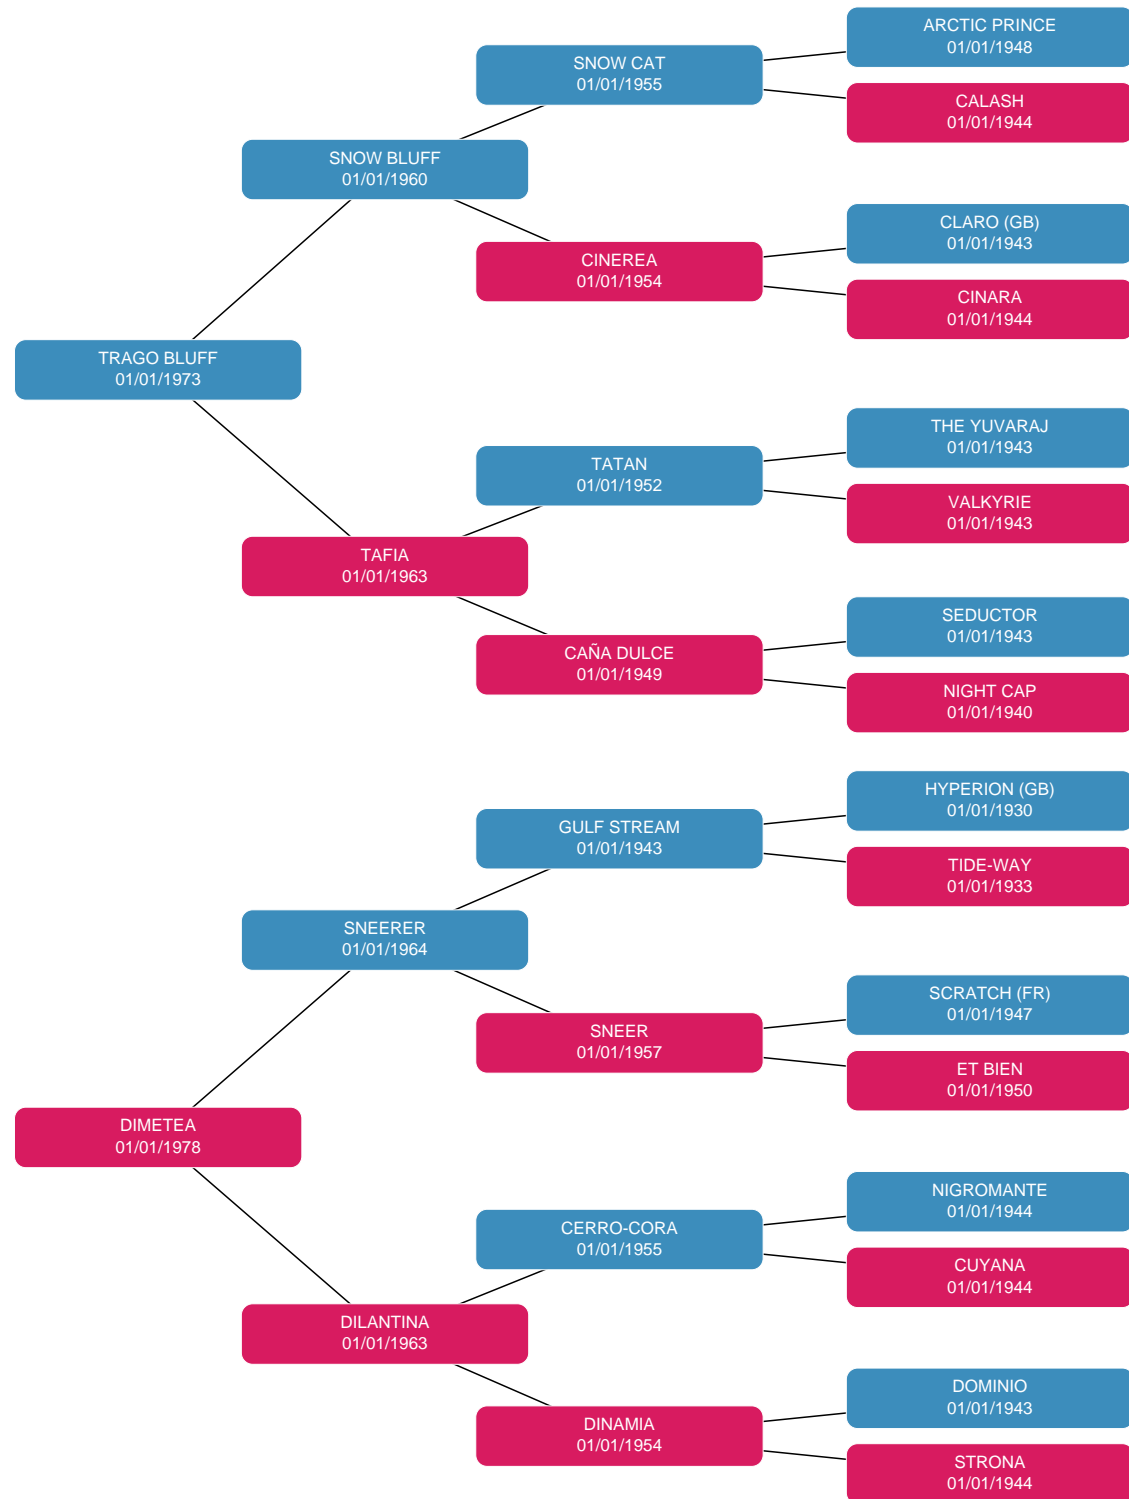 ARCTIC PRINCE
01/01/1948
SNOW CAT
01/01/1955
CALASH
01/01/1944
SNOW BLUFF
01/01/1960
CLARO (GB)
01/01/1943
CINEREA
01/01/1954
CINARA
01/01/1944
TRAGO BLUFF
01/01/1973
THE YUVARAJ
01/01/1943
TATAN
01/01/1952
VALKYRIE
01/01/1943
TAFIA
01/01/1963
SEDUCTOR
01/01/1943
CAÑA DULCE
01/01/1949
NIGHT CAP
01/01/1940
HYPERION (GB)
01/01/1930
GULF STREAM
01/01/1943
TIDE-WAY
01/01/1933
SNEERER
01/01/1964
SCRATCH (FR)
01/01/1947
SNEER
01/01/1957
ET BIEN
01/01/1950
DIMETEA
01/01/1978
NIGROMANTE
01/01/1944
CERRO-CORA
01/01/1955
CUYANA
01/01/1944
DILANTINA
01/01/1963
DOMINIO
01/01/1943
DINAMIA
01/01/1954
STRONA
01/01/1944